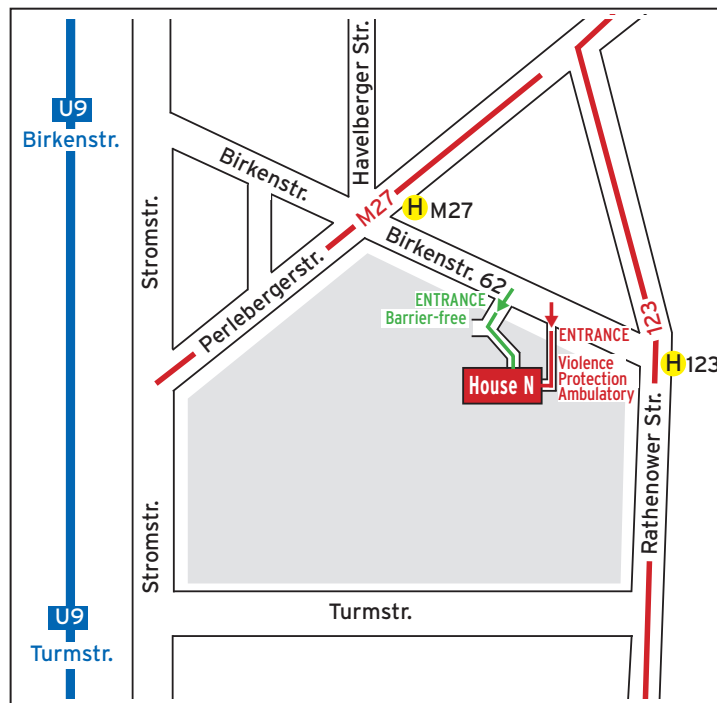 U9
Birkenstr.
Havelberger Str.
Birkenstr.
Stromstr.
M27
H M27
Perlebergerstr.
Birkenstr. 62
ENTRANCE
Barrier-free
ENTRANCE
123
H 123
Violence
Protection
Ambulatory
House N
Rathenower Str.
Stromstr.
U9
Turmstr.
Turmstr.